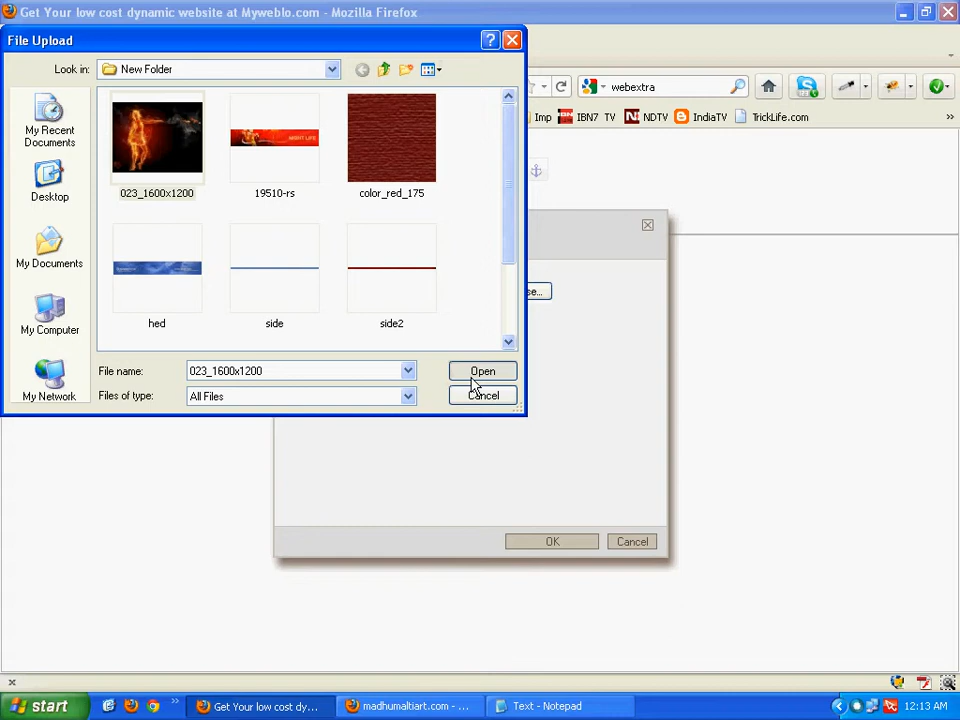 Get Your low cost dynamic website at Myweblo.com - Mozilla Firefox
File Upload
Look in:
New Folder
webextra
Imp
IBN7 TV
NDTV
IndiaTV
TrickLife.com
»
My Recent
Documents
Desktop
My Documents
My Computer
My Network
023_1600x1200
19510-rs
color_red_175
hed
side
side2
File name:
023_1600x1200
Open
Files of type:
All Files
Cancel
se...
OK
Cancel
start
»
Get Your low cost dy...
madhumaltiart.com - ...
Text - Notepad
12:13 AM